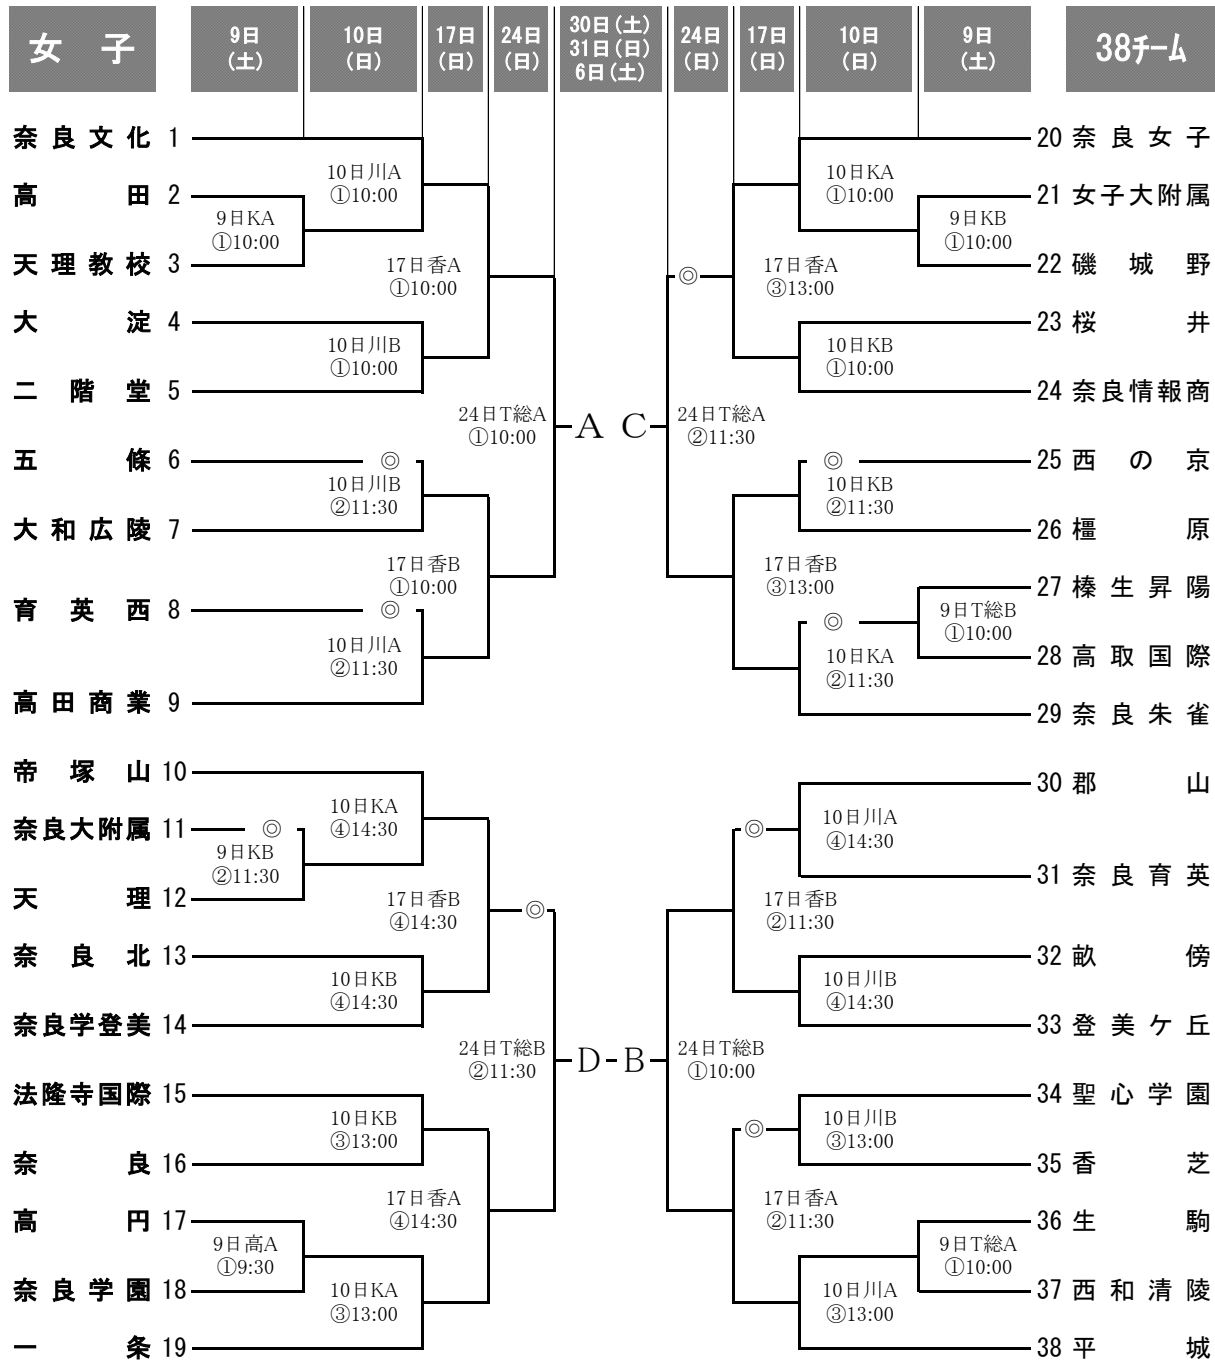 女 子
9日
(土)
10日
(日)
17日
(日)
24日
(日)
30日(土)
31日(日)
6日(土)
24日
(日)
17日
(日)
10日
(日)
9日
(土)
38チーム
奈良文化 1
高田 2
天理教校 3
大淀 4
二階堂 5
五條 6
大和広陵 7
育英西 8
高田商業 9
帝塚山 10
奈良大附属 11
天理 12
奈良北 13
奈良学登美 14
法隆寺国際 15
奈良 16
高円 17
奈良学園 18
一条 19
10日川A
①10:00
9日KA
①10:00
17日香A
①10:00
10日川B
①10:00
24日T総A
①10:00
◎
10日川B
②11:30
17日香B
①10:00
◎
10日川A
②11:30
10日KA
④14:30
◎
9日KB
②11:30
17日香B
④14:30
◎
10日KB
④14:30
24日T総B
②11:30
10日KB
③13:00
17日香A
④14:30
9日高A
①9:30
10日KA
③13:00
A C
D B
10日KA
①10:00
9日KB
①10:00
◎
17日香A
③13:00
10日KB
①10:00
24日T総A
②11:30
◎
10日KB
②11:30
17日香B
③13:00
9日T総B
①10:00
◎
10日KA
②11:30
10日川A
④14:30
◎
17日香B
②11:30
10日川B
④14:30
24日T総B
①10:00
◎
10日川B
③13:00
17日香A
②11:30
9日T総A
①10:00
10日川A
③13:00
20 奈良女子
21 女子大附属
22 磯城野
23 桜井
24 奈良情報商
25 西の京
26 橿原
27 榛生昇陽
28 高取国際
29 奈良朱雀
30 郡山
31 奈良育英
32 畝傍
33 登美ケ丘
34 聖心学園
35 香芝
36 生駒
37 西和清陵
38 平城